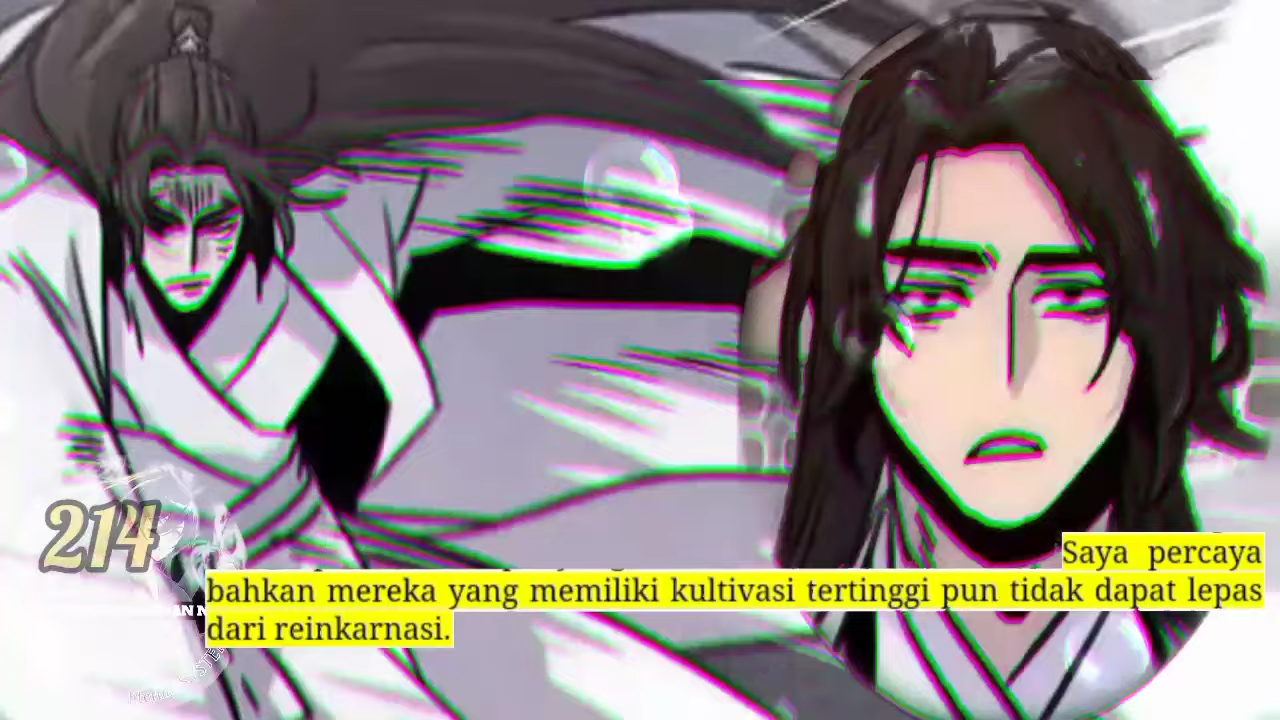 214
Saya percaya
bahkan mereka yang memiliki kultivasi tertinggi pun tidak dapat lepas
dari reinkarnasi.